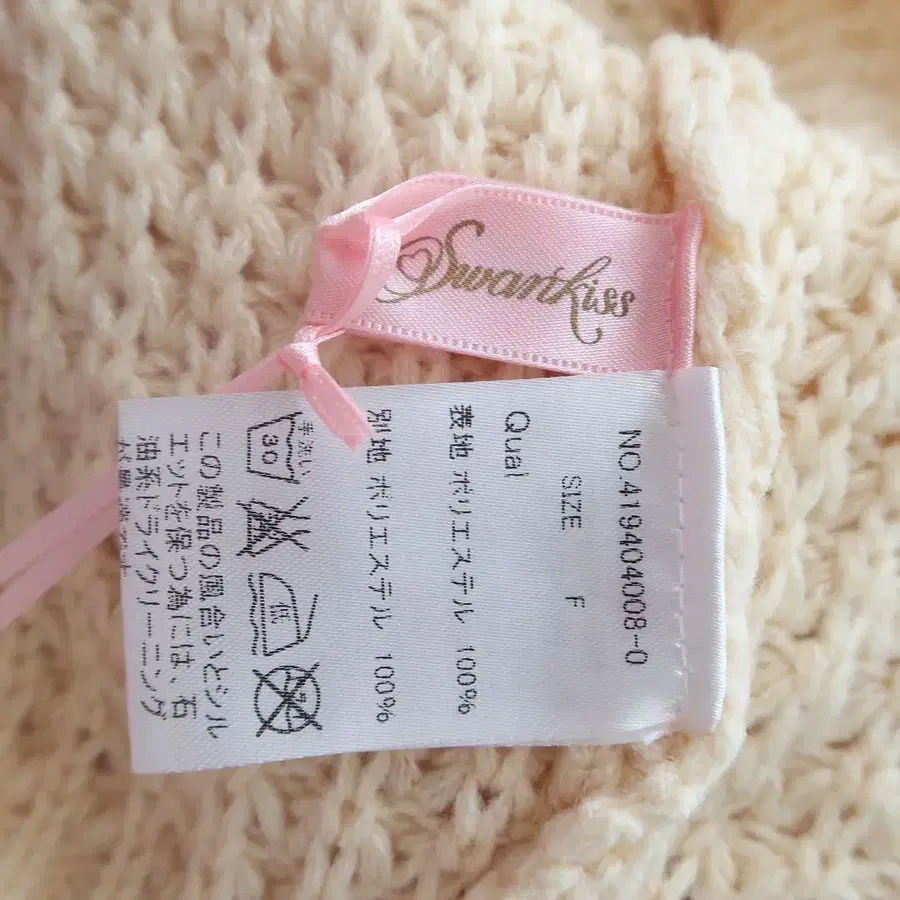 Swankiss
NO.419404008-0
SIZE F
Qual
表地 ポリエステル 100%
別地 ポリエステル 100%
手洗い
30
低
この製品の風合いとシル
エットを保つ為には、石
油系ドライクリーニング